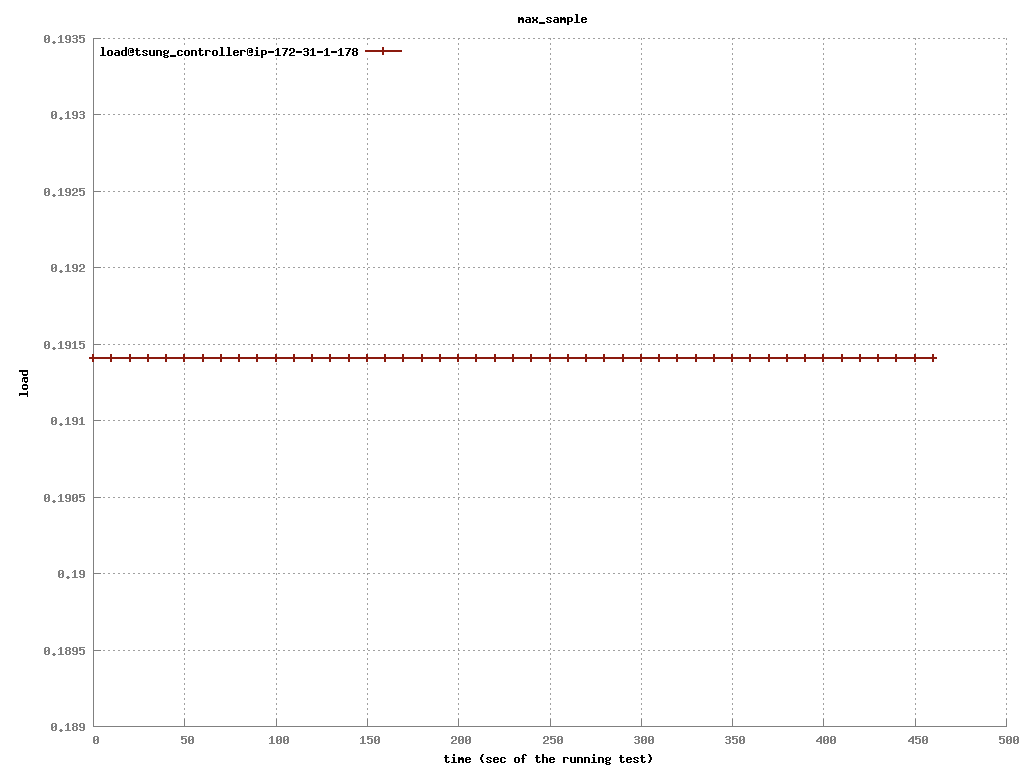 max_sample
load@tsung_controller@ip-172-31-1-178
0.1935
0.193
0.1925
0.192
0.1915
0.191
0.1905
0.19
0.1895
0.189
load
0 50 100 150 200 250 300 350 400 450 500
time (sec of the running test)